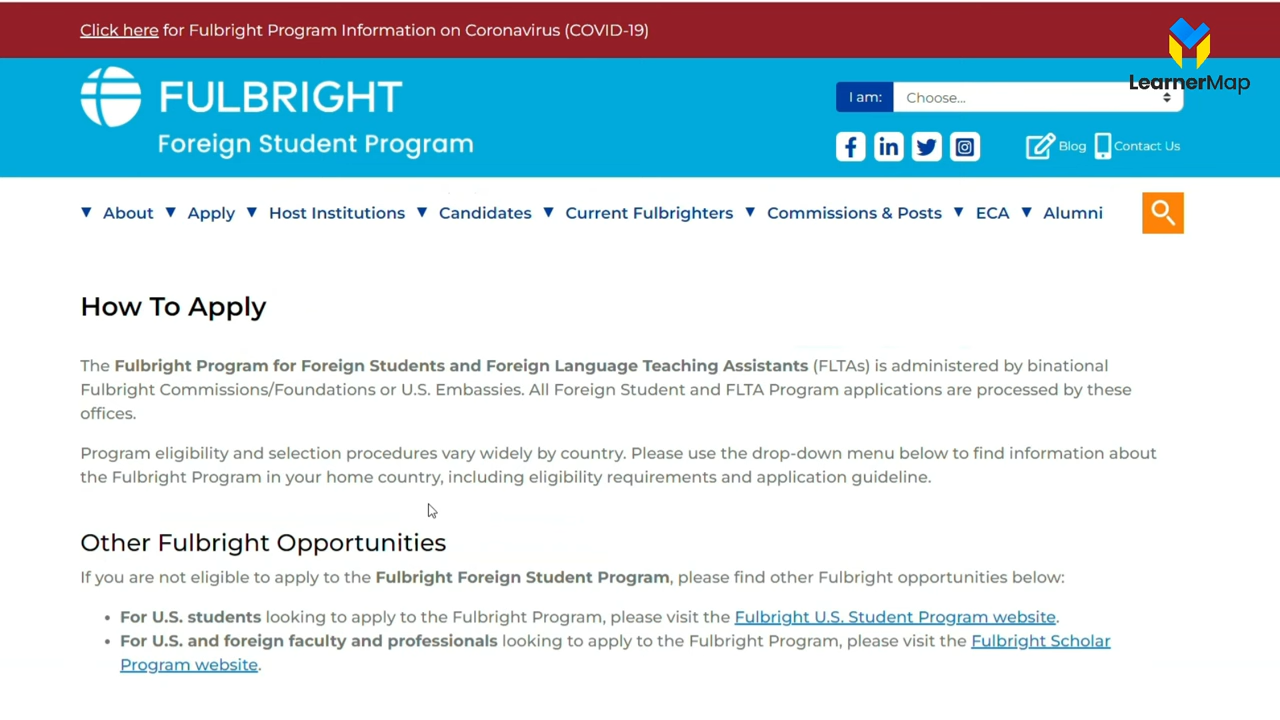 Click here for Fulbright Program Information on Coronavirus (COVID-19)
LearnerMap
FULBRIGHT
Foreign Student Program
I am:
Choose...
Blog
Contact Us
About
Apply
Host Institutions
Candidates
Current Fulbrighters
Commissions & Posts
ECA
Alumni
How To Apply
The Fulbright Program for Foreign Students and Foreign Language Teaching Assistants (FLTAs) is administered by binational
Fulbright Commissions/Foundations or U.S. Embassies. All Foreign Student and FLTA Program applications are processed by these
offices.
Program eligibility and selection procedures vary widely by country. Please use the drop-down menu below to find information about
the Fulbright Program in your home country, including eligibility requirements and application guideline.
Other Fulbright Opportunities
If you are not eligible to apply to the Fulbright Foreign Student Program, please find other Fulbright opportunities below:
• For U.S. students looking to apply to the Fulbright Program, please visit the Fulbright U.S. Student Program website.
• For U.S. and foreign faculty and professionals looking to apply to the Fulbright Program, please visit the Fulbright Scholar
Program website.